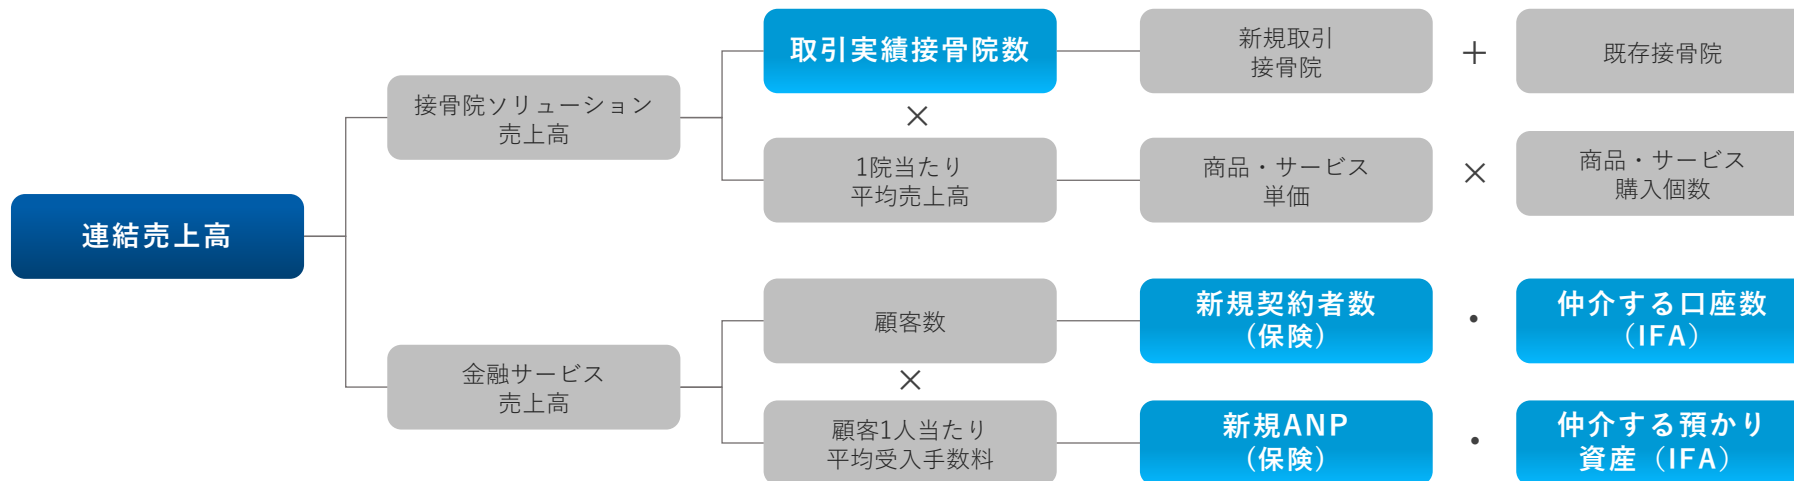 連結売上高
接骨院ソリューション
売上高
金融サービス
売上高
取引実績接骨院数
×
1院当たり
平均売上高
顧客数
×
顧客1人当たり
平均受入手数料
新規取引
接骨院
＋
既存接骨院
商品・サービス
単価
×
商品・サービス
購入個数
新規契約者数
（保険）
・
仲介する口座数
（IFA）
新規ANP
（保険）
・
仲介する預かり
資産（IFA）